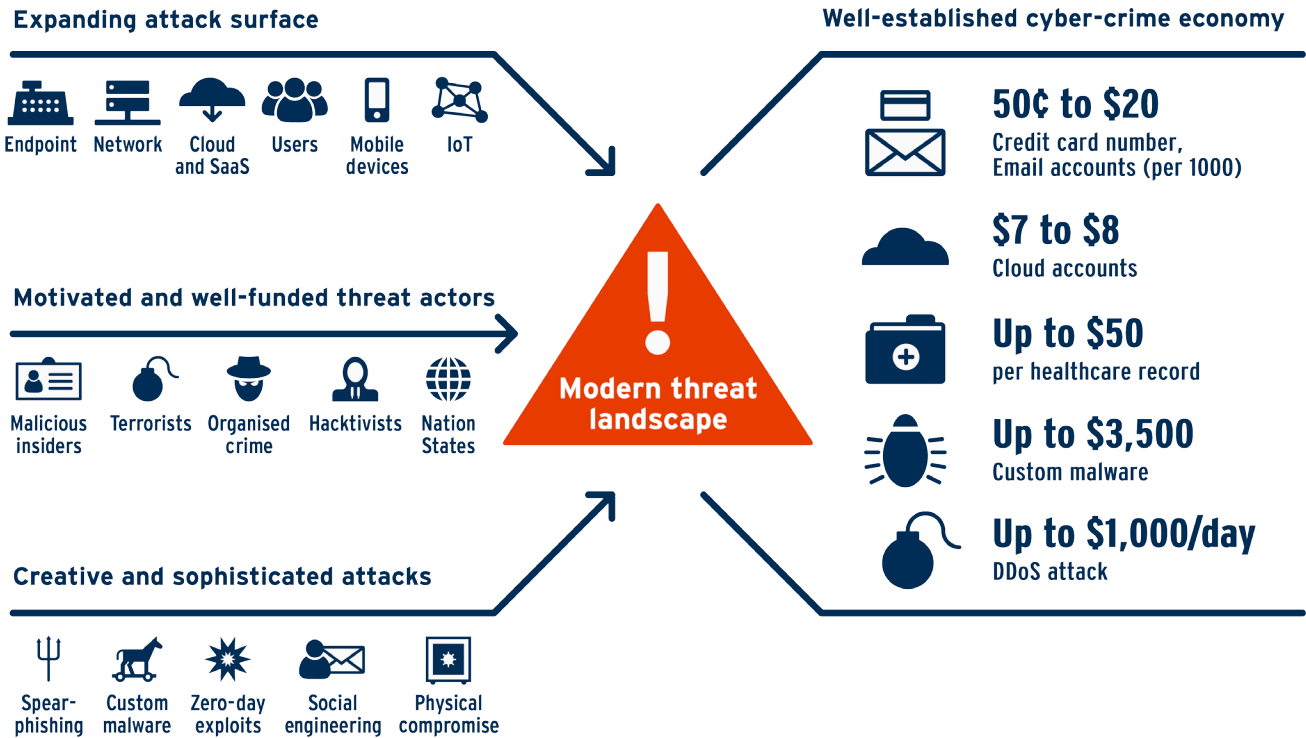 Expanding attack surface
Endpoint
Network
Cloud
and SaaS
Users
Mobile
devices
IoT
Motivated and well-funded threat actors
Malicious
insiders
Terrorists
Organised
crime
Hacktivists
Nation
States
Creative and sophisticated attacks
Spear-
phishing
Custom
malware
Zero-day
exploits
Social
engineering
Physical
compromise
!
Modern threat
landscape
Well-established cyber-crime economy
50¢ to $20
Credit card number,
Email accounts (per 1000)
$7 to $8
Cloud accounts
Up to $50
per healthcare record
Up to $3,500
Custom malware
Up to $1,000/day
DDoS attack